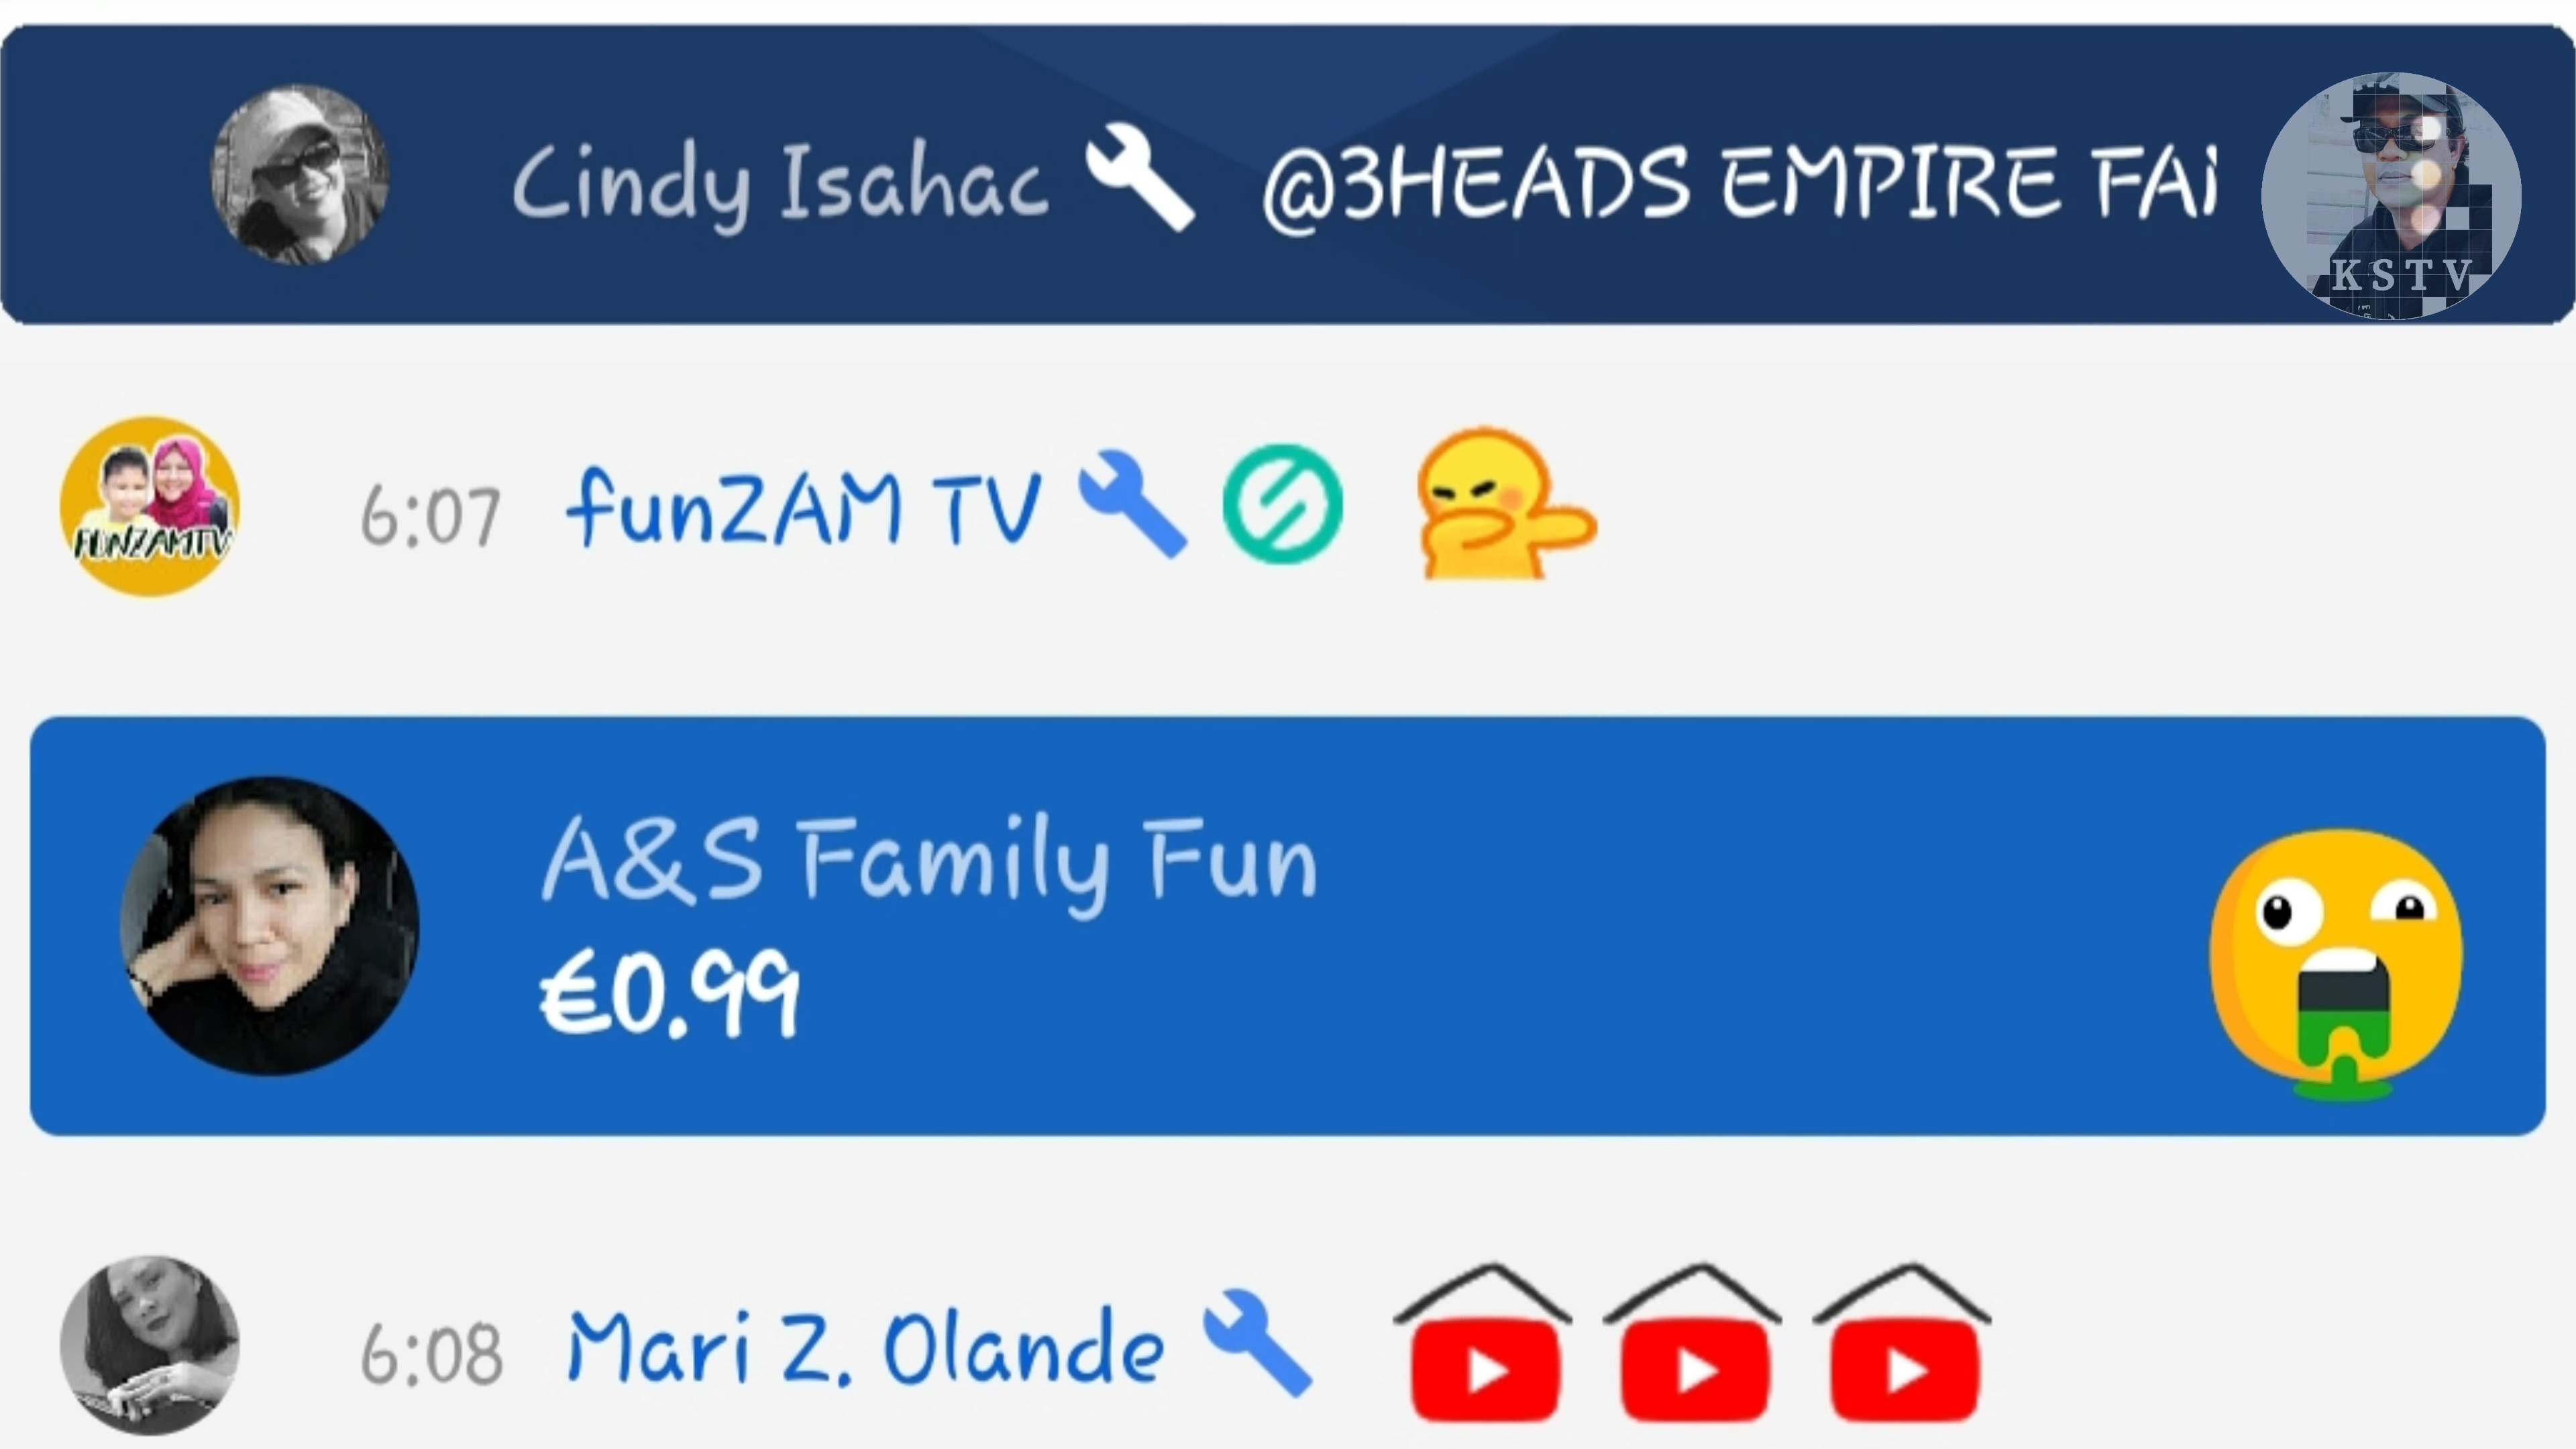 Cindy Isahac @3HEADS EMPIRE FAI
KSTV
FUNZAMTV
6:07 funZAM TV
A&S Family Fun
€0.99
6:08 Mari Z. Olande